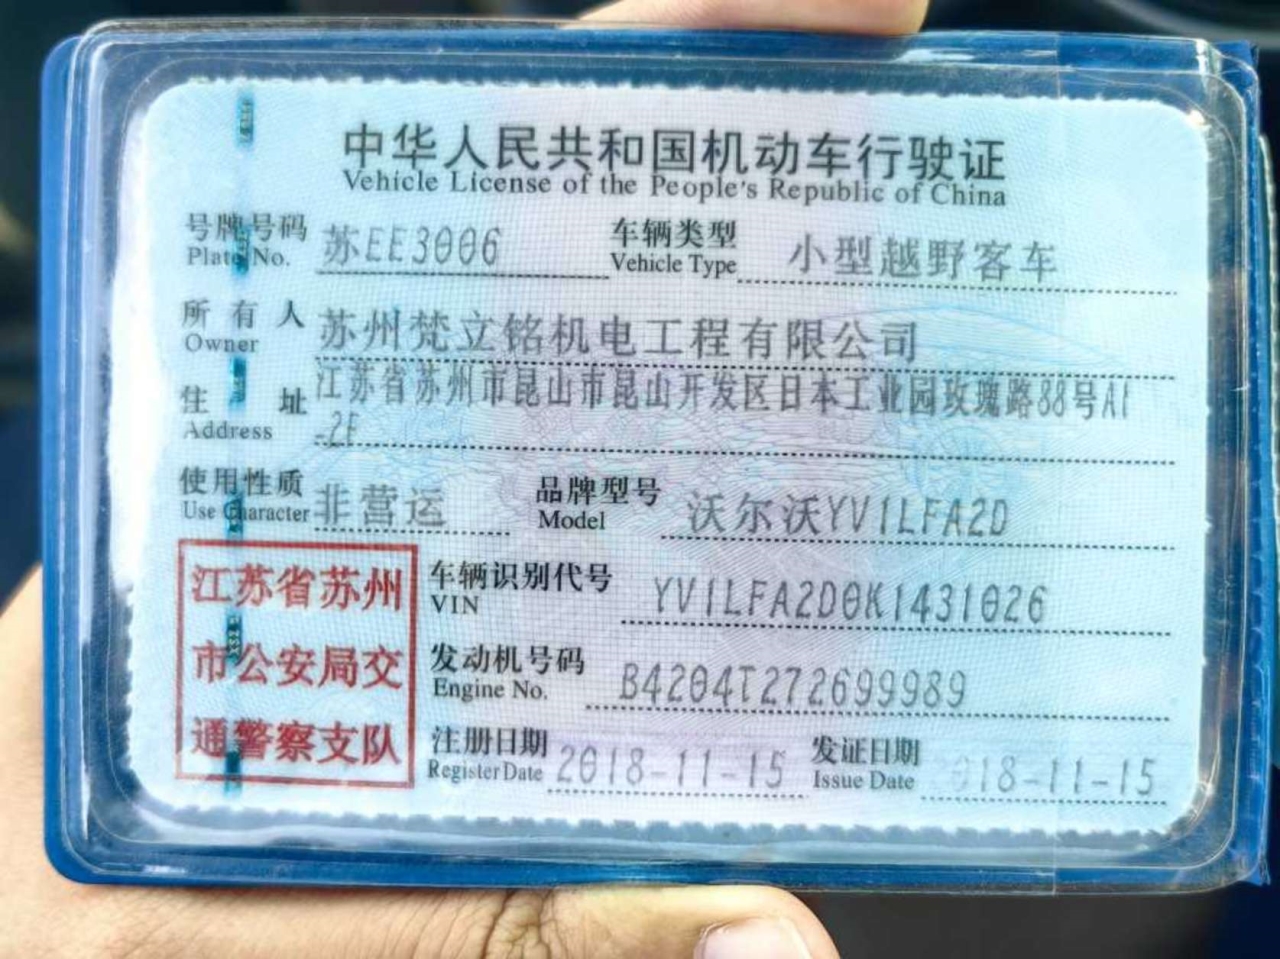 中华人民共和国机动车行驶证
Vehicle License of the People's Republic of China
号牌号码 苏EE3006 车辆类型 小型越野客车
Plate No. Vehicle Type
所有人 苏州梵立铭机电工程有限公司
Owner
住址 江苏省苏州市昆山市昆山开发区日本工业园玫瑰路88号A1
Address -2F
使用性质 非营运 品牌型号 沃尔沃YV1LFA2D
Use Character Model
江苏省苏州
市公安局交
通警察支队
车辆识别代号 YV1LFA2D0K1431026
VIN
发动机号码 B4204T272699989
Engine No.
注册日期 2018-11-15 发证日期 2018-11-15
Register Date Issue Date